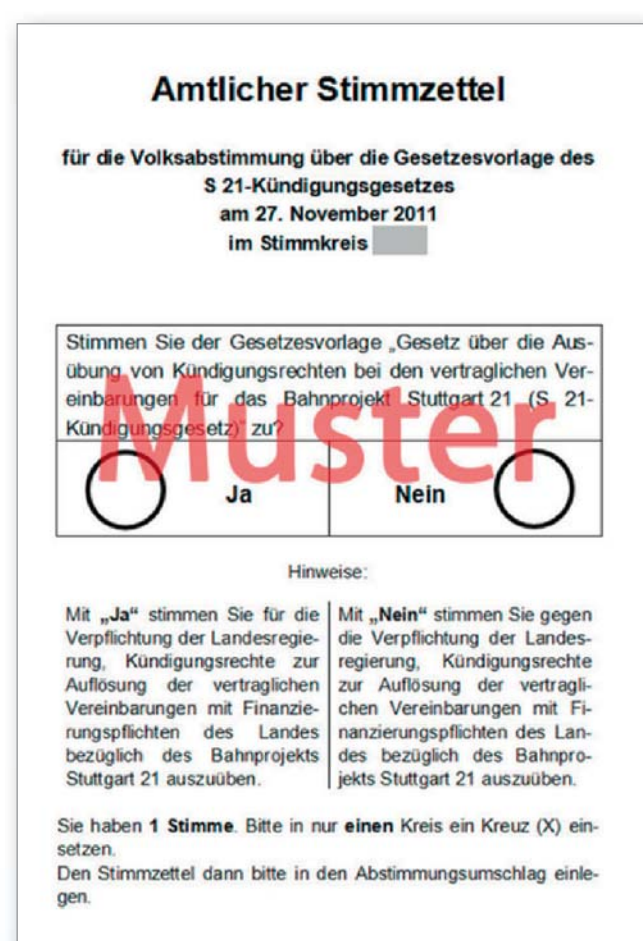 Amtlicher Stimmzettel
für die Volksabstimmung über die Gesetzesvorlage des
S 21-Kündigungsgesetzes
am 27. November 2011
im Stimmkreis
Stimmen Sie der Gesetzesvorlage „Gesetz über die Aus-
übung von Kündigungsrechten bei den vertraglichen Ver-
einbarungen für das Bahnprojekt Stuttgart 21 (S 21-
Kündigungsgesetz)“ zu?
Muster
Ja
Nein
Hinweise:
Mit „Ja“ stimmen Sie für die
Verpflichtung der Landesregie-
rung, Kündigungsrechte zur
Auflösung der vertraglichen
Vereinbarungen mit Finanzie-
rungspflichten des Landes
bezüglich des Bahnprojekts
Stuttgart 21 auszuüben.
Mit „Nein“ stimmen Sie gegen
die Verpflichtung der Landes-
regierung, Kündigungsrechte
zur Auflösung der vertragli-
chen Vereinbarungen mit Fi-
nanzierungspflichten des Lan-
des bezüglich des Bahnpro-
jekts Stuttgart 21 auszuüben.
Sie haben 1 Stimme. Bitte in nur einen Kreis ein Kreuz (X) ein-
setzen.
Den Stimmzettel dann bitte in den Abstimmungsumschlag einle-
gen.